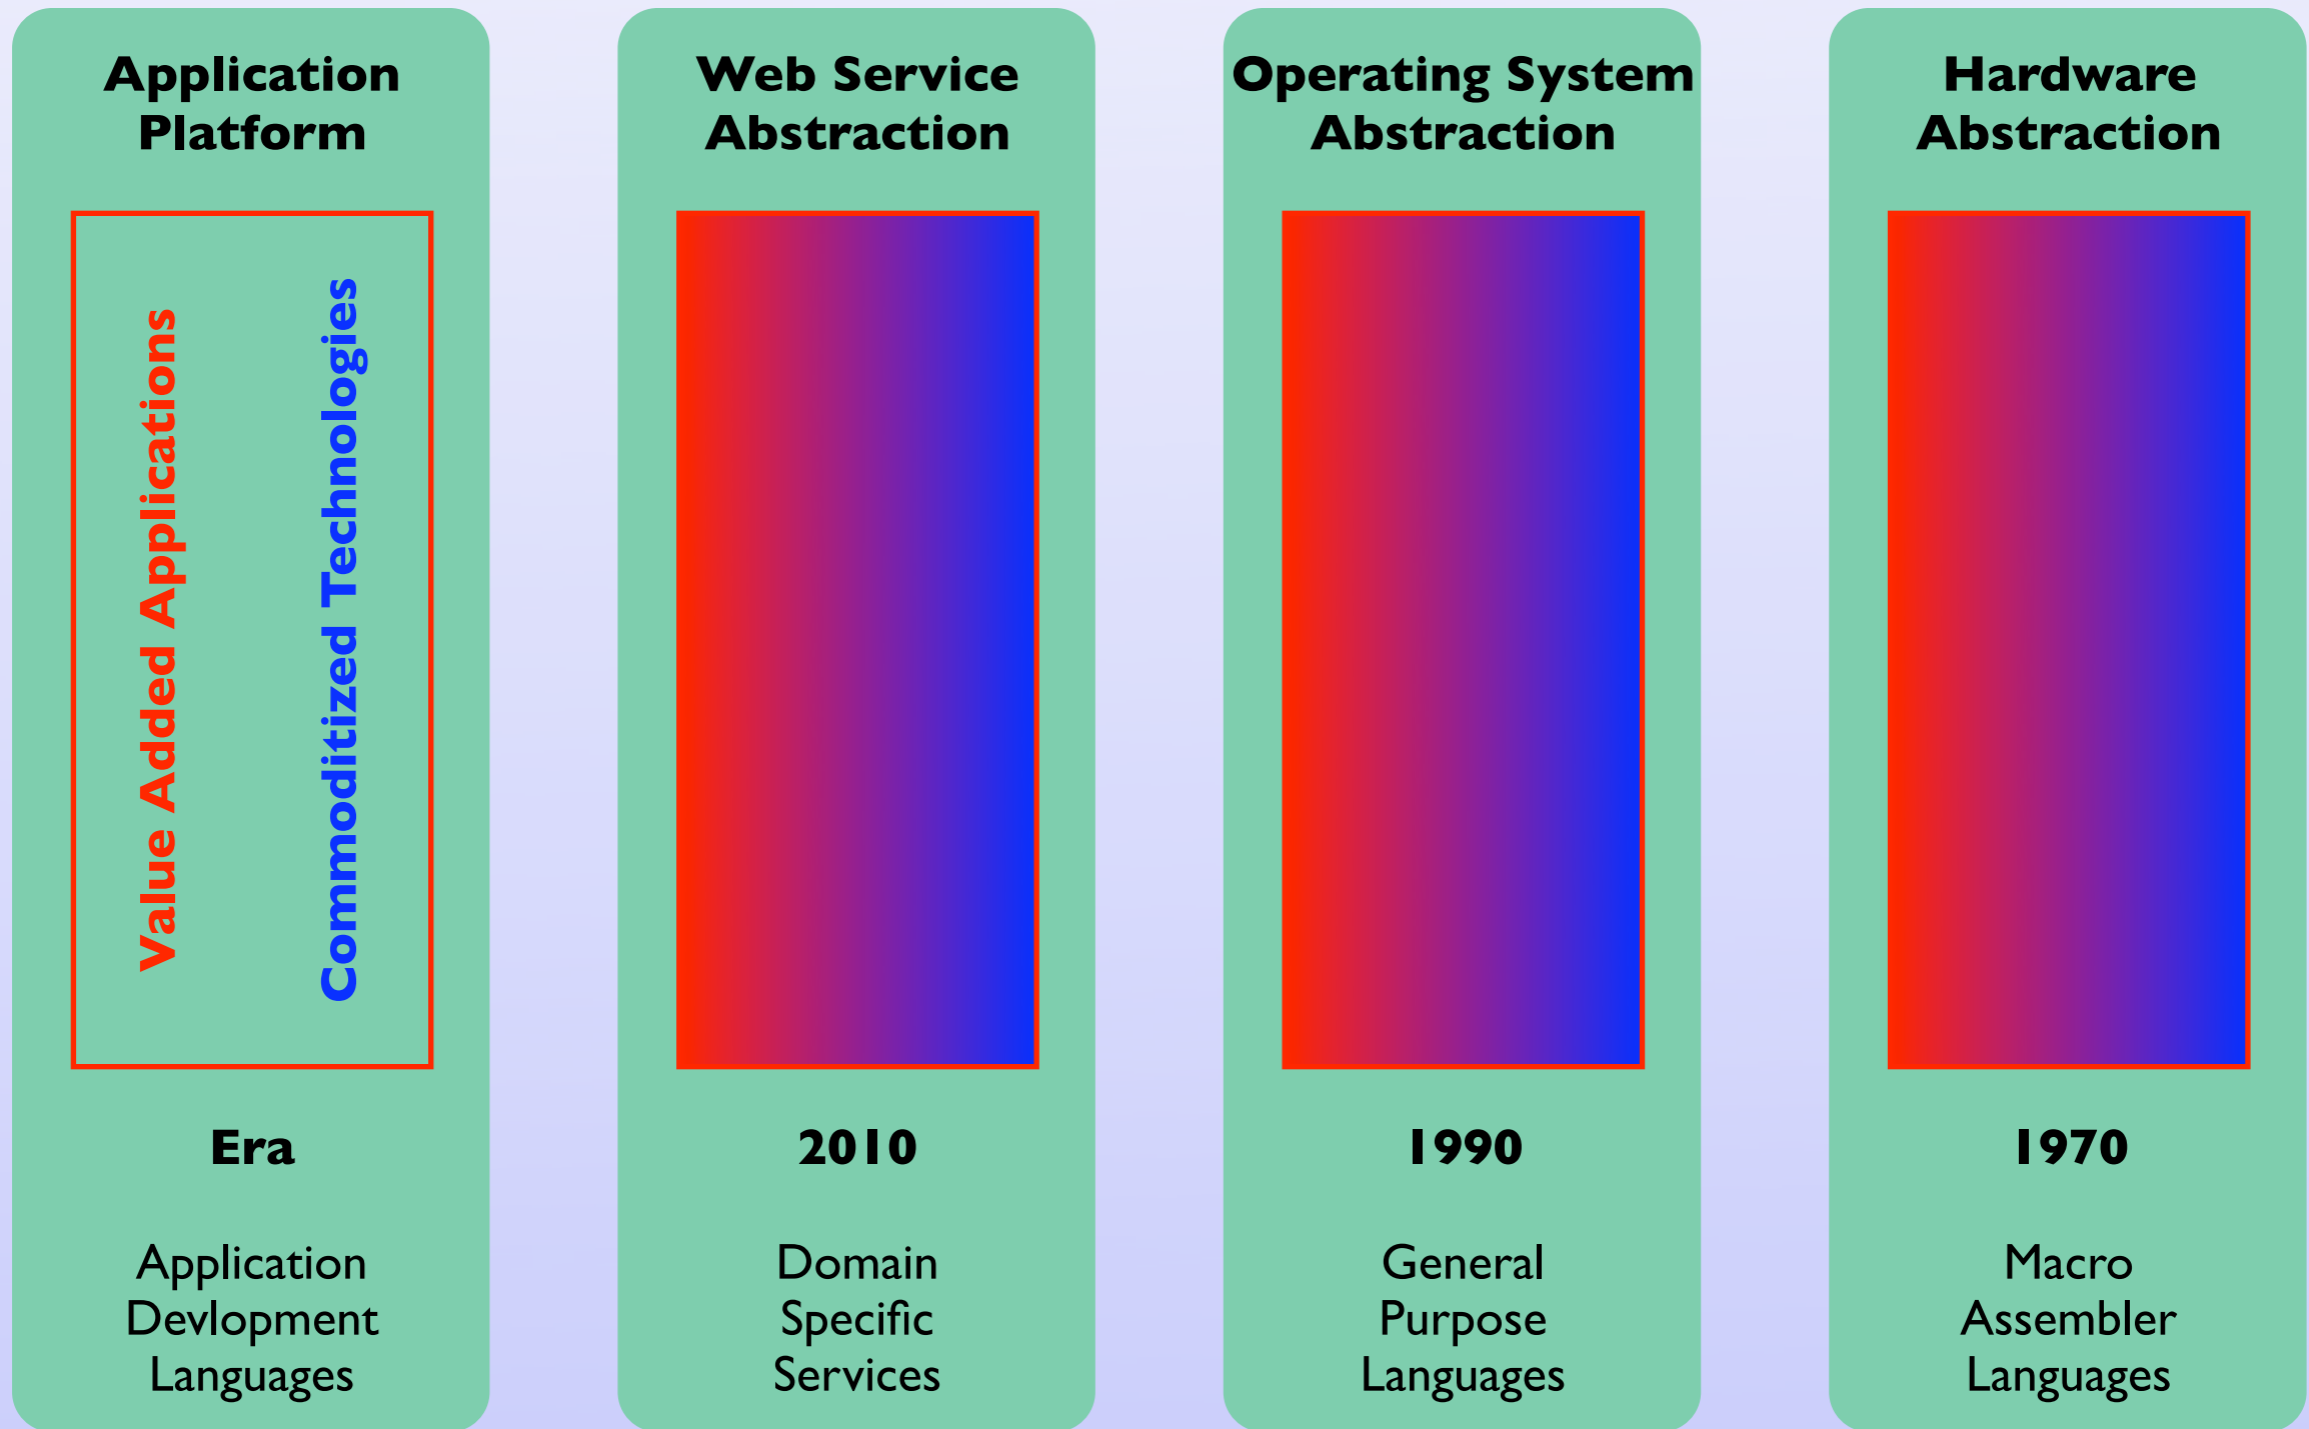 Application
Platform
Value Added Applications
Commoditized Technologies
Era
Application
Devlopment
Languages
Web Service
Abstraction
2010
Domain
Specific
Services
Operating System
Abstraction
1990
General
Purpose
Languages
Hardware
Abstraction
1970
Macro
Assembler
Languages